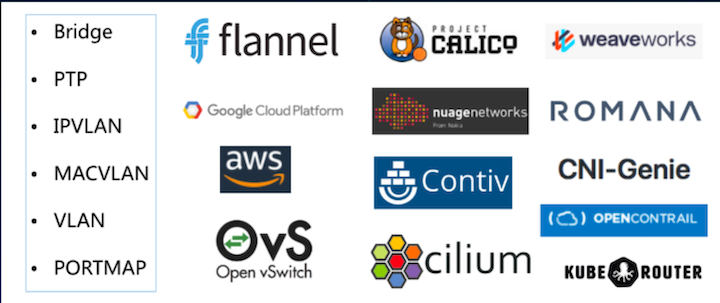 Bridge
PTP
IPVLAN
MACVLAN
VLAN
PORTMAP
flannel
PROJECT
CALICO
weaveworks
Google Cloud Platform
nuagenetworks
From Nokia
ROMANA
aws
Contiv
CNI-Genie
OPENCONTRAIL
OvS
Open vSwitch
cilium
KUBE ROUTER